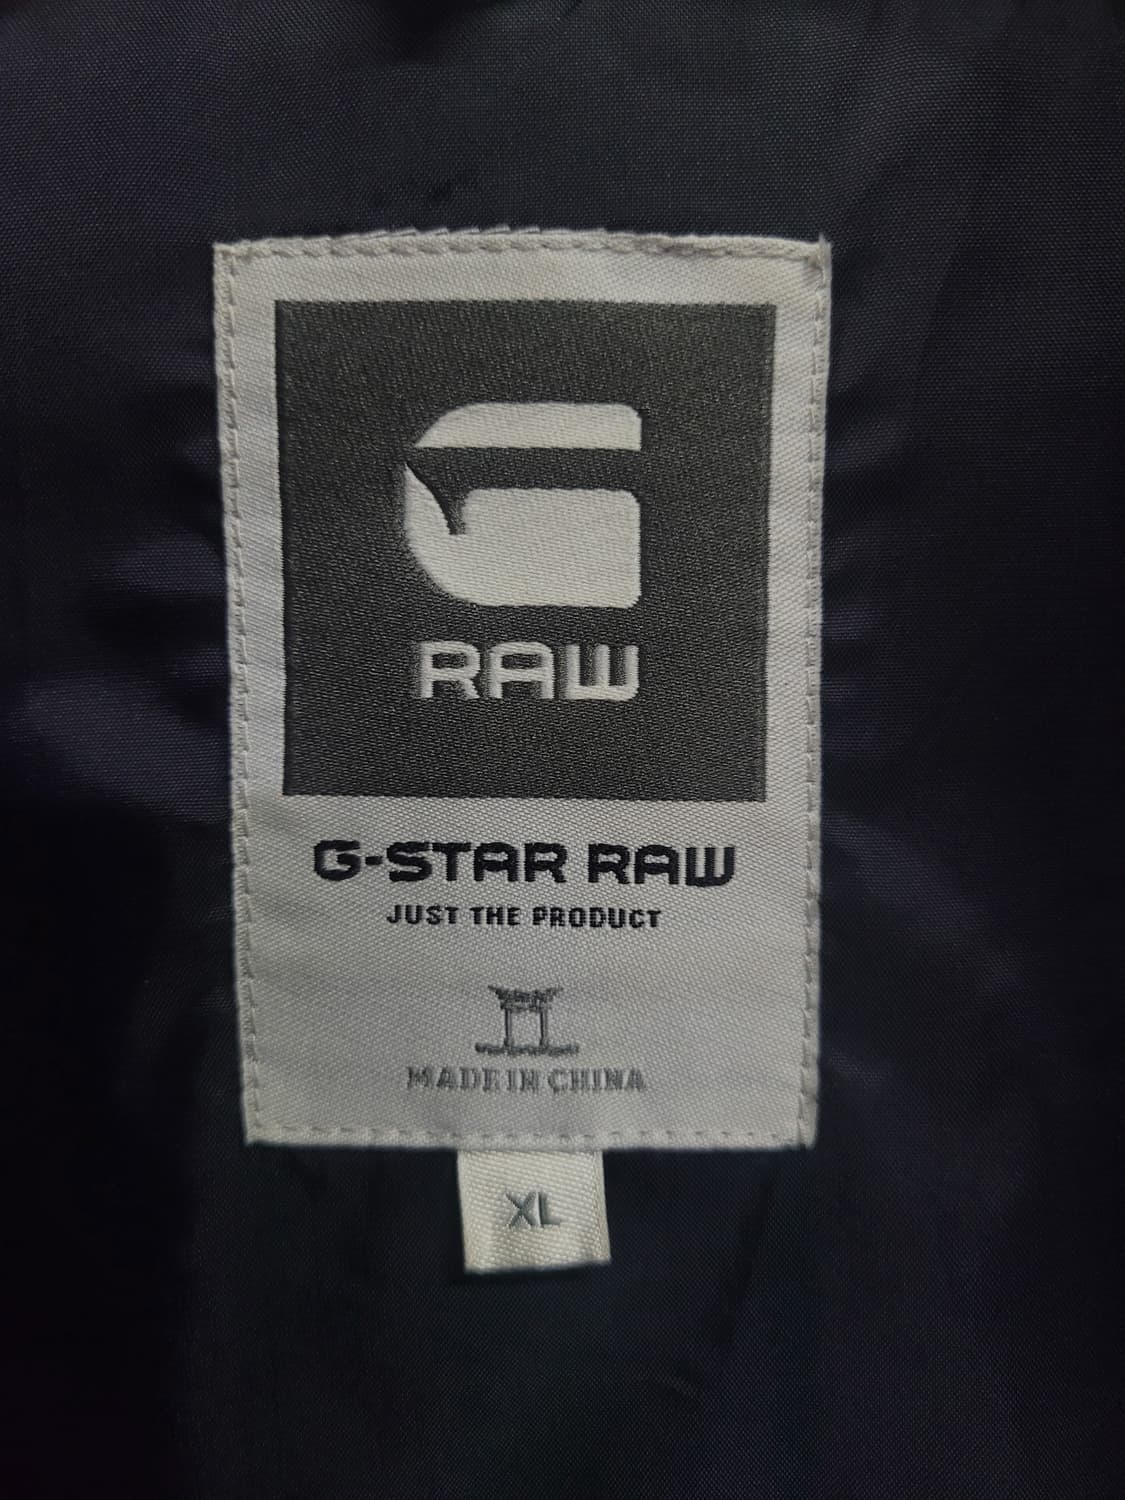 G
RAW
G-STAR RAW
JUST THE PRODUCT
MADE IN CHINA
XL